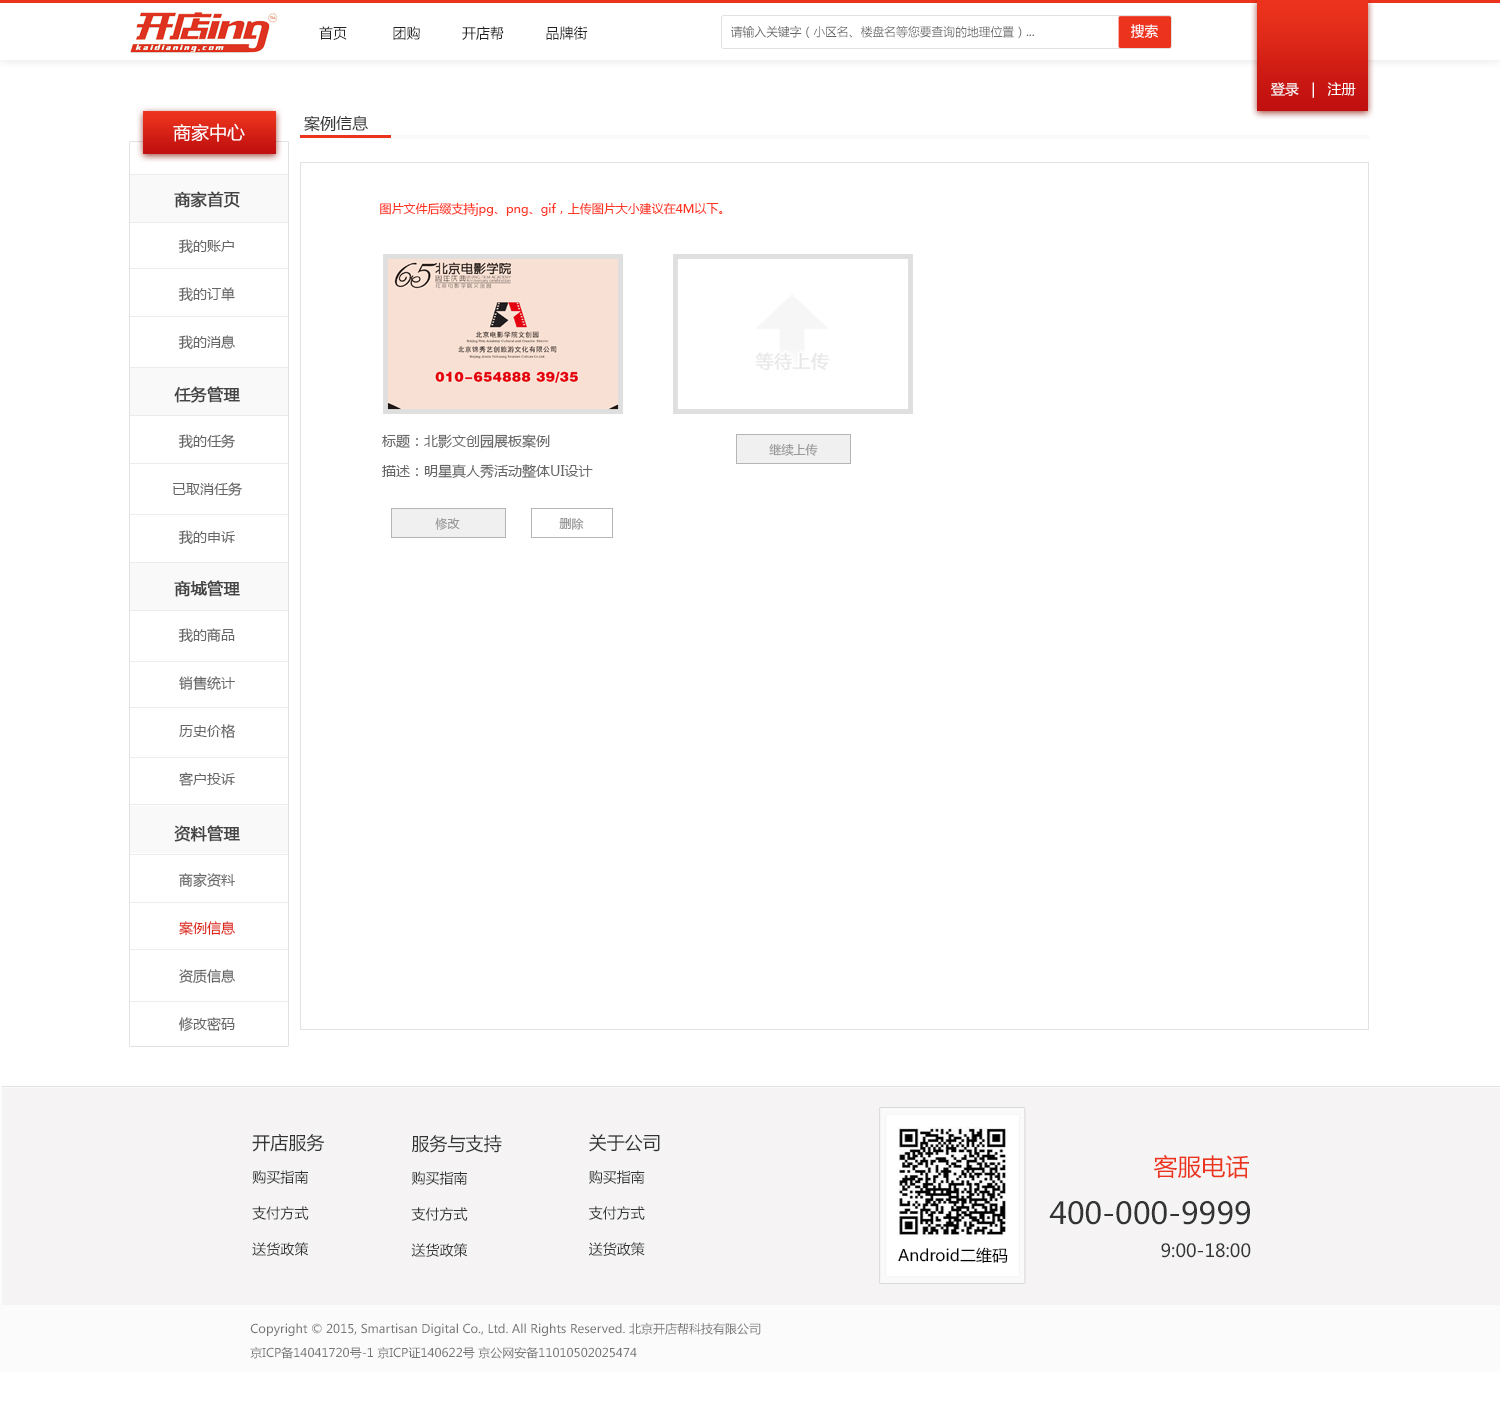 开店ing
kaidianing.com
首页 团购 开店帮 品牌街
请输入关键字（小区名、楼盘名等您要查询的地理位置）...
搜索
登录 | 注册
商家中心
商家首页
我的账户
我的订单
我的消息
任务管理
我的任务
已取消任务
我的申诉
商城管理
我的商品
销售统计
历史价格
客户投诉
资料管理
商家资料
案例信息
资质信息
修改密码
案例信息
图片文件后缀支持jpg、png、gif，上传图片大小建议在4M以下。
65 北京电影学院
周年庆典
北京电影学院文创园
北京锦秀艺创旅游文化有限公司
010-654888 39/35
标题：北影文创园展板案例
描述：明星真人秀活动整体UI设计
修改 删除
等待上传
继续上传
开店服务
购买指南
支付方式
送货政策
服务与支持
购买指南
支付方式
送货政策
关于公司
购买指南
支付方式
送货政策
Android二维码
客服电话
400-000-9999
9:00-18:00
Copyright © 2015, Smartisan Digital Co., Ltd. All Rights Reserved. 北京开店帮科技有限公司
京ICP备14041720号-1 京ICP证140622号 京公网安备11010502025474